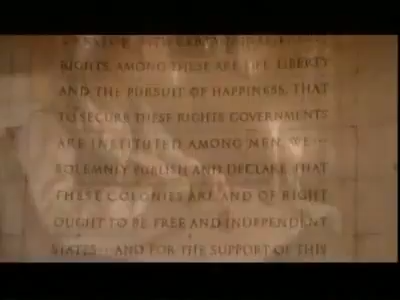 WITH CERTAIN
RIGHTS, AMONG THESE ARE LIFE, LIBERTY
AND THE PURSUIT OF HAPPINESS, THAT
TO SECURE THESE RIGHTS GOVERNMENTS
ARE INSTITUTED AMONG MEN. WE···
SOLEMNLY PUBLISH AND DECLARE, THAT
THESE COLONIES ARE AND OF RIGHT
OUGHT TO BE FREE AND INDEPENDENT
STATES···AND FOR THE SUPPORT OF THIS